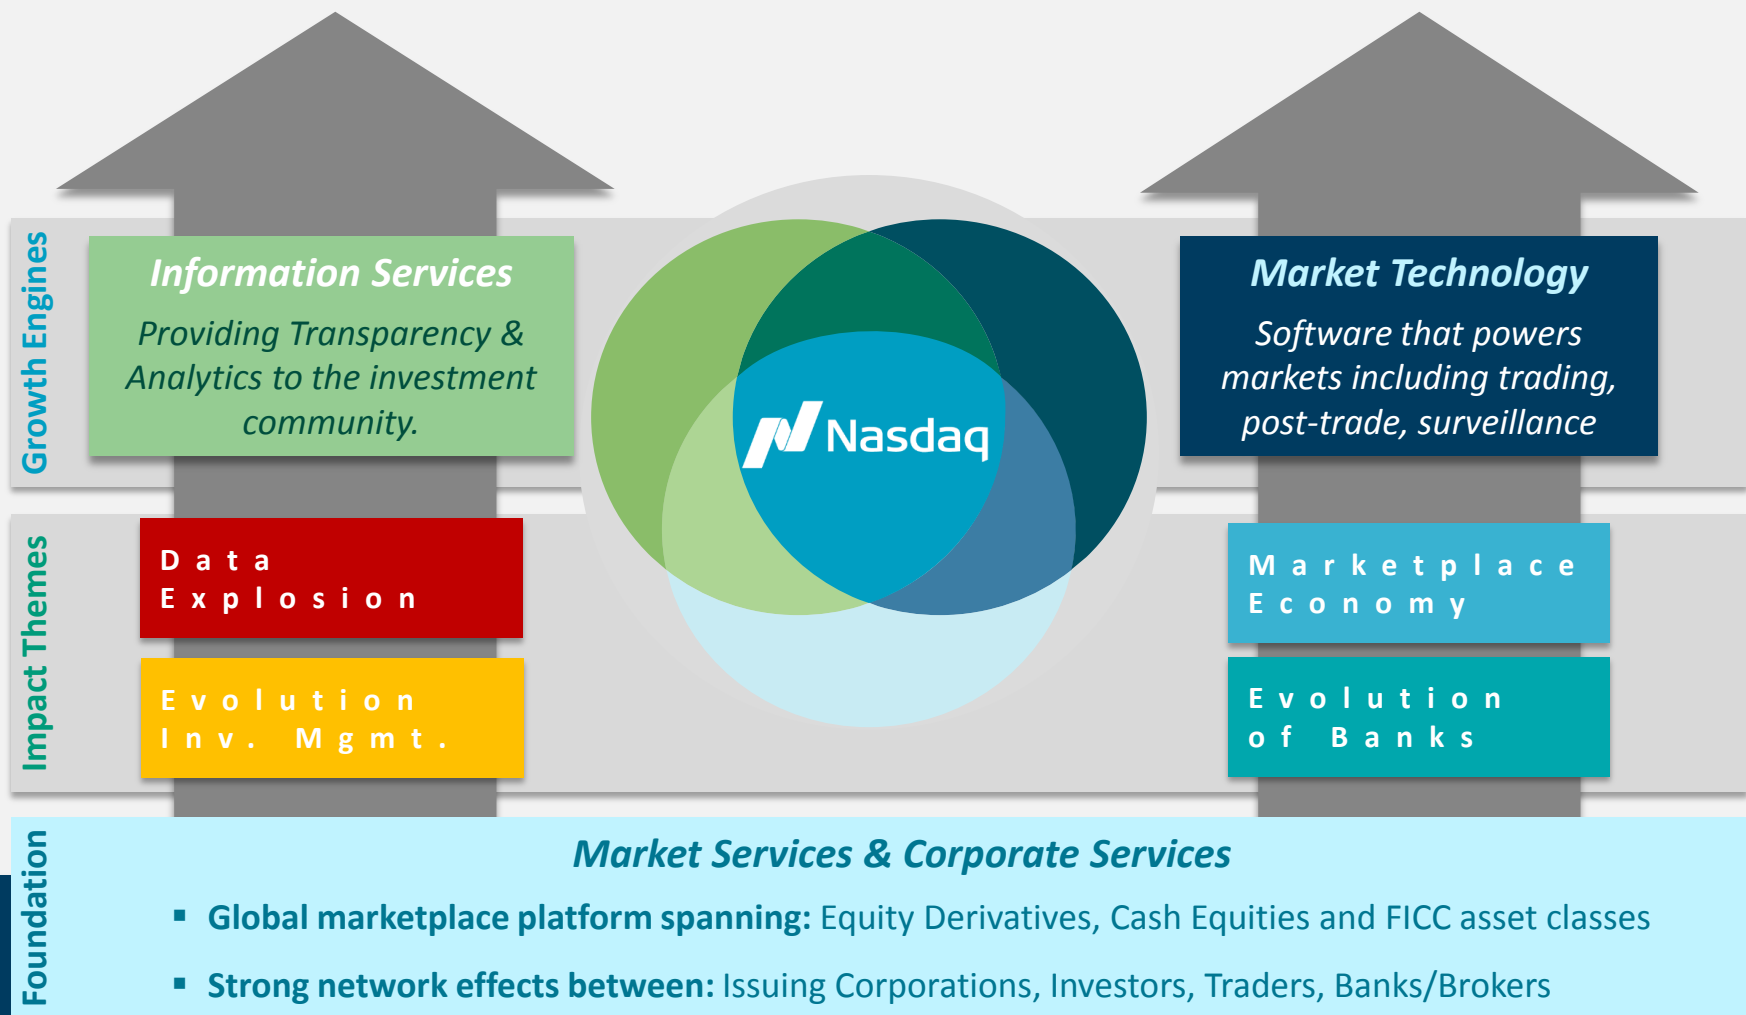 Growth Engines
Information Services
Providing Transparency &
Analytics to the investment
community.
Nasdaq
Market Technology
Software that powers
markets including trading,
post-trade, surveillance
Impact Themes
Data
Explosion
Evolution
Inv. Mgmt.
Marketplace
Economy
Evolution
of Banks
Foundation
Market Services & Corporate Services
▪ Global marketplace platform spanning: Equity Derivatives, Cash Equities and FICC asset classes
▪ Strong network effects between: Issuing Corporations, Investors, Traders, Banks/Brokers